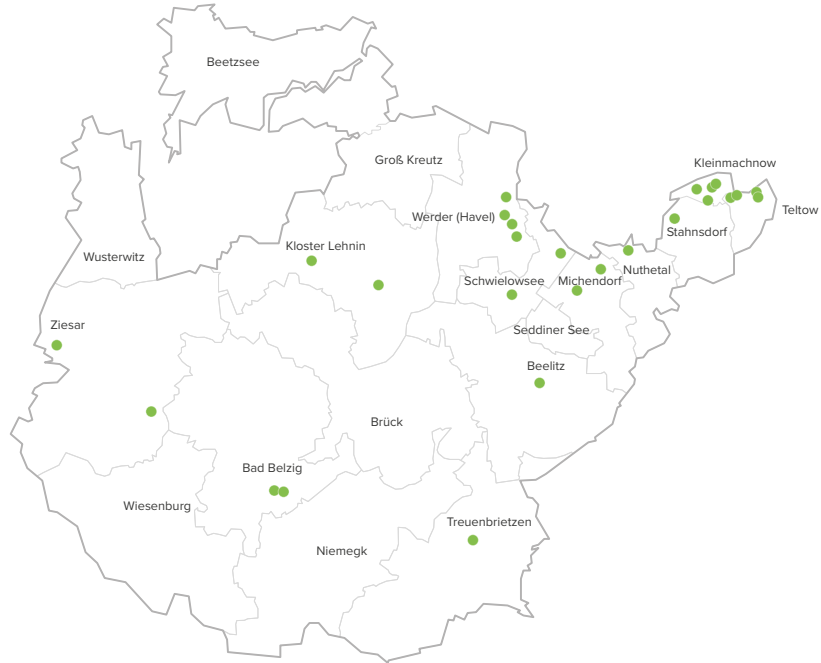 Beetzsee
Groß Kreutz
Kleinmachnow
Teltow
Werder (Havel)
Stahnsdorf
Kloster Lehnin
Wusterwitz
Nuthetal
Schwielowsee
Michendorf
Ziesar
Seddiner See
Beelitz
Brück
Bad Belzig
Wiesenburg
Treuenbrietzen
Niemegk